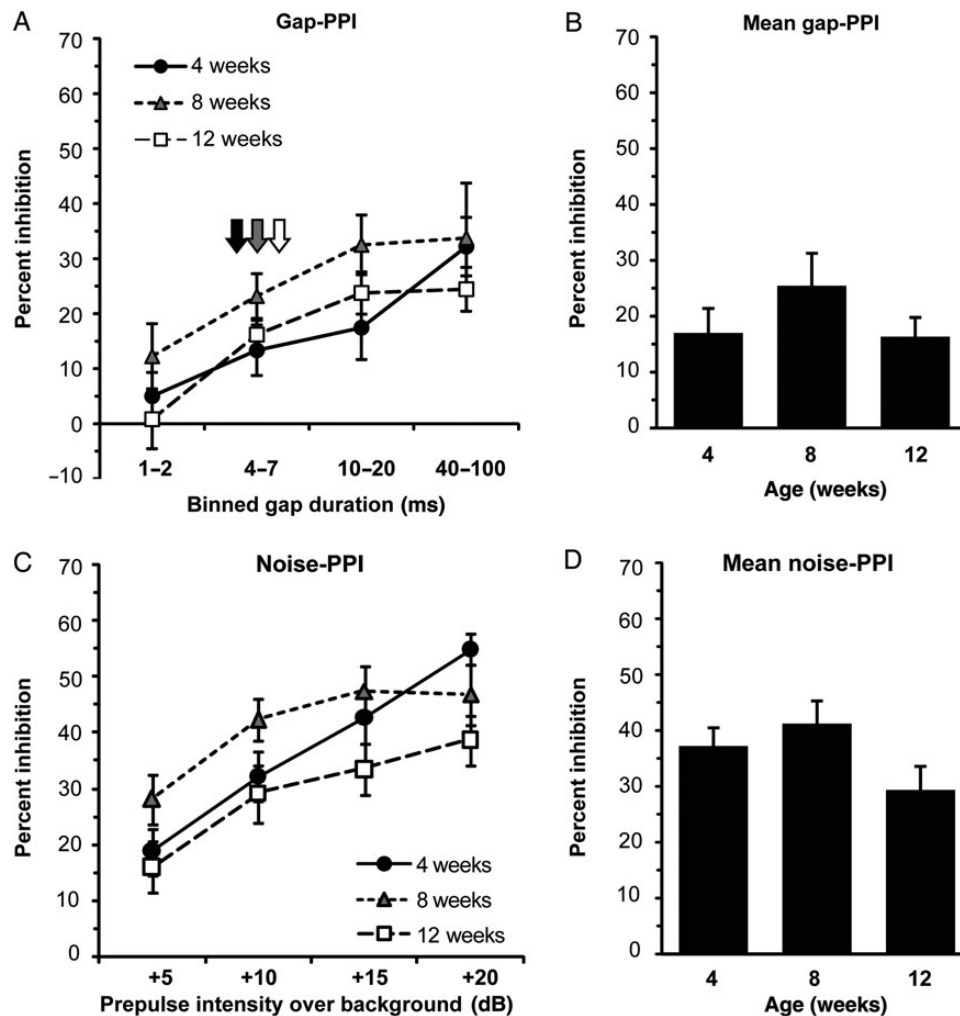 A
Gap-PPI
Percent inhibition
70
60
50
40
30
20
10
0
–10
4 weeks
8 weeks
12 weeks
1–2
4–7
10–20
40–100
Binned gap duration (ms)
B
Mean gap-PPI
Percent inhibition
70
60
50
40
30
20
10
0
4
8
12
Age (weeks)
C
Noise-PPI
Percent inhibition
70
60
50
40
30
20
10
0
4 weeks
8 weeks
12 weeks
+5
+10
+15
+20
Prepulse intensity over background (dB)
D
Mean noise-PPI
Percent inhibition
70
60
50
40
30
20
10
0
4
8
12
Age (weeks)